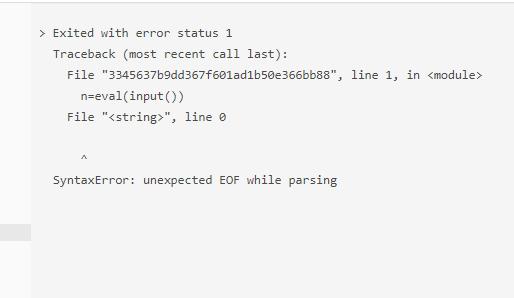 > Exited with error status 1
Traceback (most recent call last):
File "3345637b9dd367f601ad1b50e366bb88", line 1, in <module>
n=eval(input())
File "<string>", line 0
^
SyntaxError: unexpected EOF while parsing